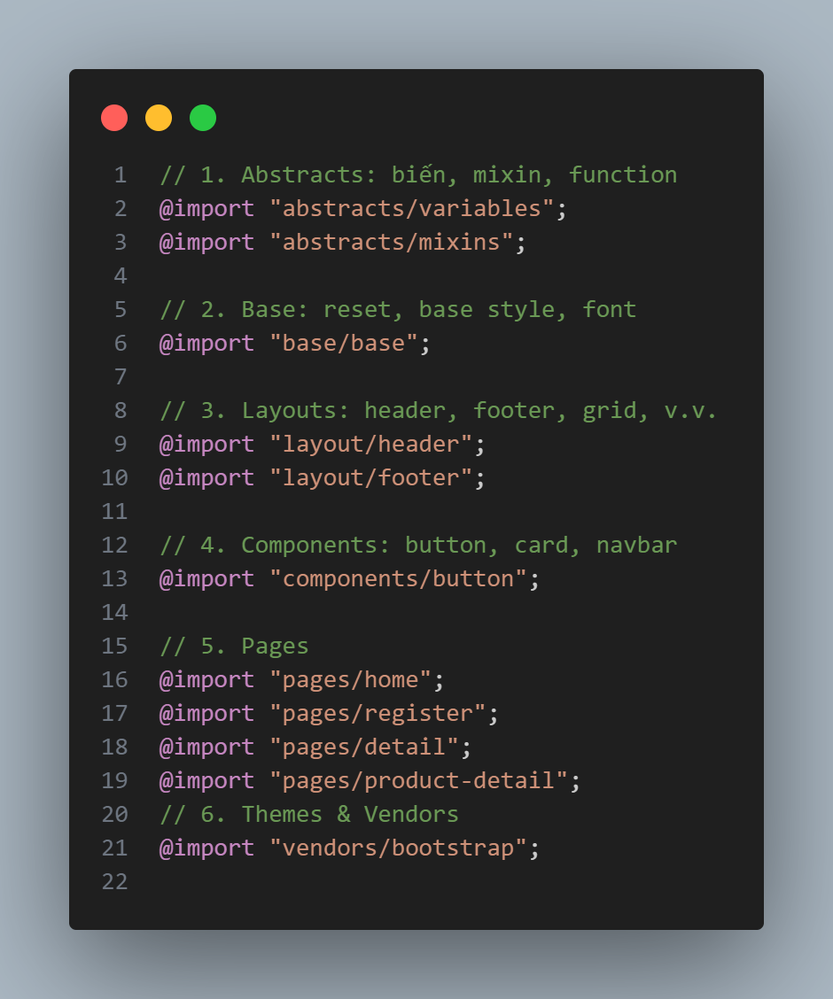 1 // 1. Abstracts: biến, mixin, function
2 @import "abstracts/variables";
3 @import "abstracts/mixins";
4
5 // 2. Base: reset, base style, font
6 @import "base/base";
7
8 // 3. Layouts: header, footer, grid, v.v.
9 @import "layout/header";
10 @import "layout/footer";
11
12 // 4. Components: button, card, navbar
13 @import "components/button";
14
15 // 5. Pages
16 @import "pages/home";
17 @import "pages/register";
18 @import "pages/detail";
19 @import "pages/product-detail";
20 // 6. Themes & Vendors
21 @import "vendors/bootstrap";
22